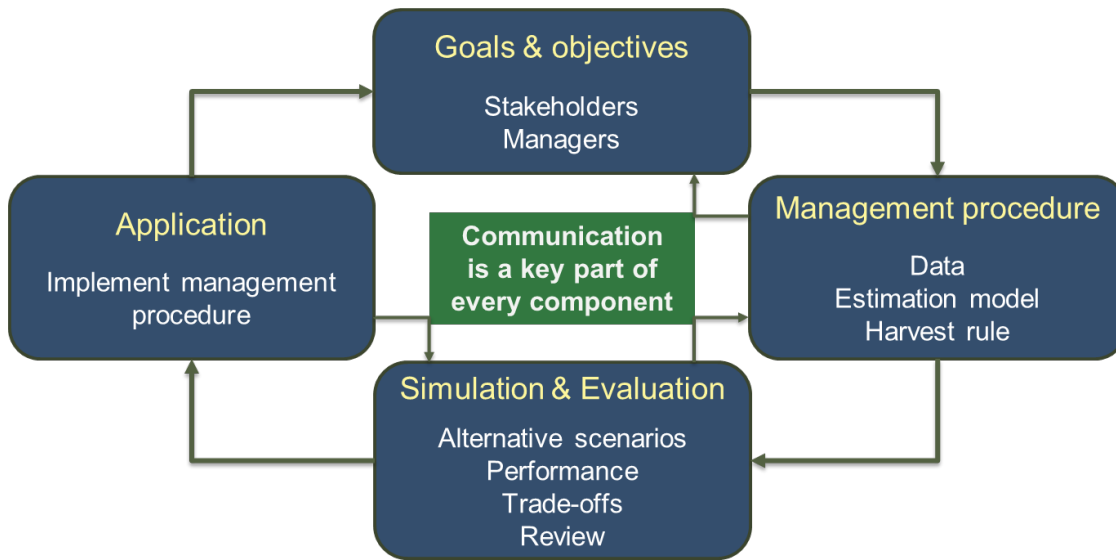 Goals & objectives
Stakeholders
Managers
Application
Implement management
procedure
Communication
is a key part of
every component
Management procedure
Data
Estimation model
Harvest rule
Simulation & Evaluation
Alternative scenarios
Performance
Trade-offs
Review